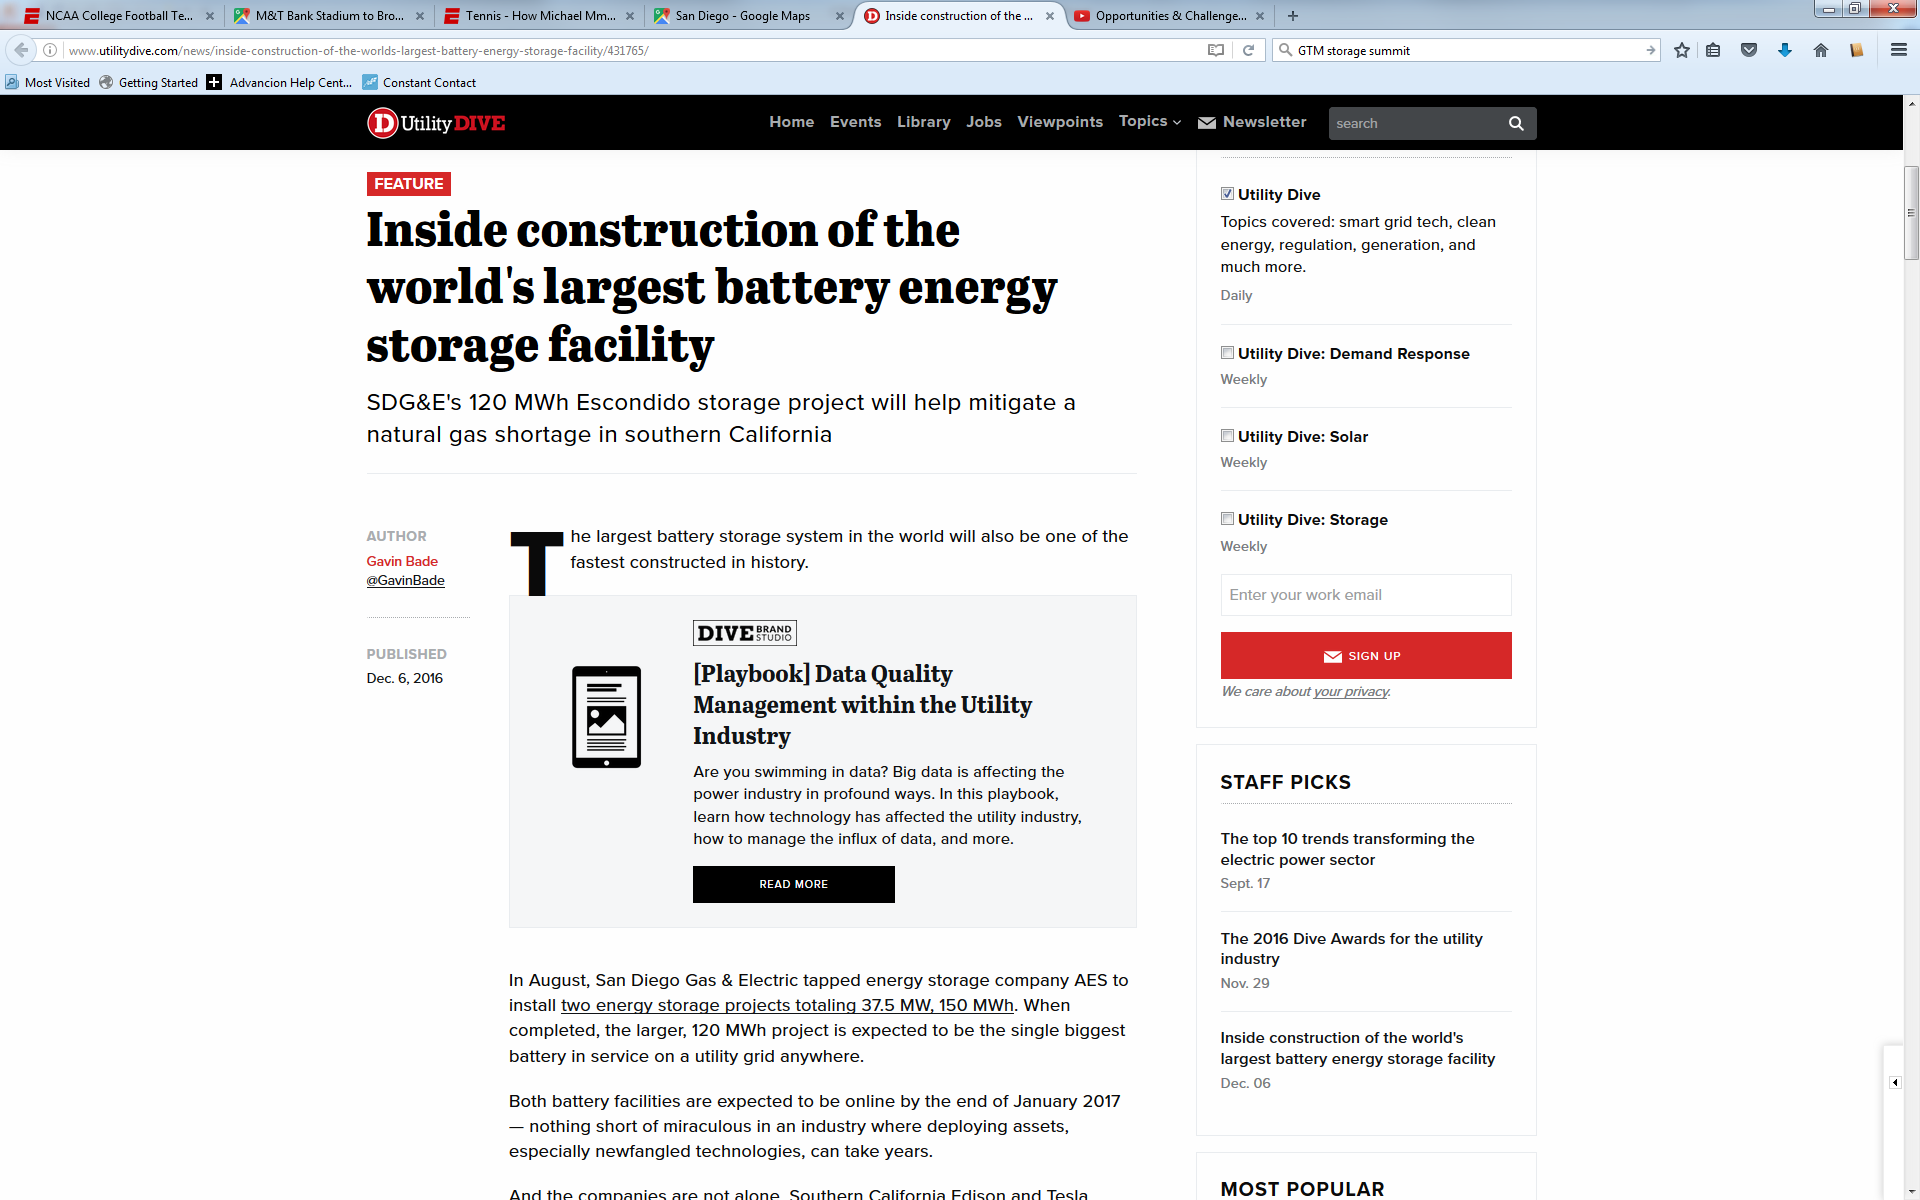 NCAA College Football Te...
M&T Bank Stadium to Bro...
Tennis - How Michael Mm...
San Diego - Google Maps
Inside construction of the ...
Opportunities & Challenge...
www.utilitydive.com/news/inside-construction-of-the-worlds-largest-battery-energy-storage-facility/431765/
GTM storage summit
Most Visited
Getting Started
Advancion Help Cent...
Constant Contact
D Utility DIVE
Home
Events
Library
Jobs
Viewpoints
Topics
Newsletter
search
FEATURE
Inside construction of the
world's largest battery energy
storage facility
SDG&E's 120 MWh Escondido storage project will help mitigate a
natural gas shortage in southern California
AUTHOR
Gavin Bade
@GavinBade
PUBLISHED
Dec. 6, 2016
The largest battery storage system in the world will also be one of the
fastest constructed in history.
DIVE BRAND STUDIO
[Playbook] Data Quality
Management within the Utility
Industry
Are you swimming in data? Big data is affecting the
power industry in profound ways. In this playbook,
learn how technology has affected the utility industry,
how to manage the influx of data, and more.
READ MORE
In August, San Diego Gas & Electric tapped energy storage company AES to
install two energy storage projects totaling 37.5 MW, 150 MWh. When
completed, the larger, 120 MWh project is expected to be the single biggest
battery in service on a utility grid anywhere.
Both battery facilities are expected to be online by the end of January 2017
— nothing short of miraculous in an industry where deploying assets,
especially newfangled technologies, can take years.
And the companies are not alone. Southern California Edison and Tesla
Utility Dive
Topics covered: smart grid tech, clean
energy, regulation, generation, and
much more.
Daily
Utility Dive: Demand Response
Weekly
Utility Dive: Solar
Weekly
Utility Dive: Storage
Weekly
Enter your work email
SIGN UP
We care about your privacy.
STAFF PICKS
The top 10 trends transforming the
electric power sector
Sept. 17
The 2016 Dive Awards for the utility
industry
Nov. 29
Inside construction of the world's
largest battery energy storage facility
Dec. 06
MOST POPULAR